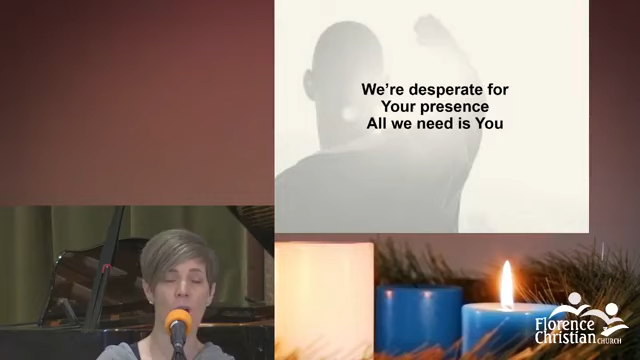 We're desperate for
Your presence
All we need is You
Florence
Christian CHURCH